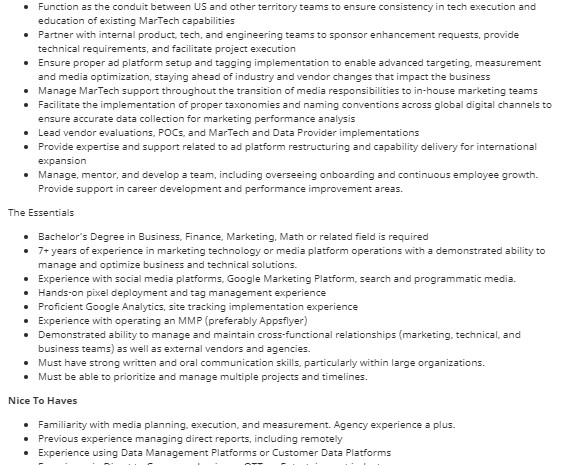 • Function as the conduit between US and other territory teams to ensure consistency in tech execution and
education of existing MarTech capabilities
• Partner with internal product, tech, and engineering teams to sponsor enhancement requests, provide
technical requirements, and facilitate project execution
• Ensure proper ad platform setup and tagging implementation to enable advanced targeting, measurement
and media optimization, staying ahead of industry and vendor changes that impact the business
• Manage MarTech support throughout the transition of media responsibilities to in-house marketing teams
• Facilitate the implementation of proper taxonomies and naming conventions across global digital channels to
ensure accurate data collection for marketing performance analysis
• Lead vendor evaluations, POCs, and MarTech and Data Provider implementations
• Provide expertise and support related to ad platform restructuring and capability delivery for international
expansion
• Manage, mentor, and develop a team, including overseeing onboarding and continuous employee growth.
Provide support in career development and performance improvement areas.
The Essentials
• Bachelor's Degree in Business, Finance, Marketing, Math or related field is required
• 7+ years of experience in marketing technology or media platform operations with a demonstrated ability to
manage and optimize business and technical solutions.
• Experience with social media platforms, Google Marketing Platform, search and programmatic media.
• Hands-on pixel deployment and tag management experience
• Proficient Google Analytics, site tracking implementation experience
• Experience with operating an MMP (preferably Appsflyer)
• Demonstrated ability to manage and maintain cross-functional relationships (marketing, technical, and
business teams) as well as external vendors and agencies.
• Must have strong written and oral communication skills, particularly within large organizations.
• Must be able to prioritize and manage multiple projects and timelines.
Nice To Haves
• Familiarity with media planning, execution, and measurement. Agency experience a plus.
• Previous experience managing direct reports, including remotely
• Experience using Data Management Platforms or Customer Data Platforms